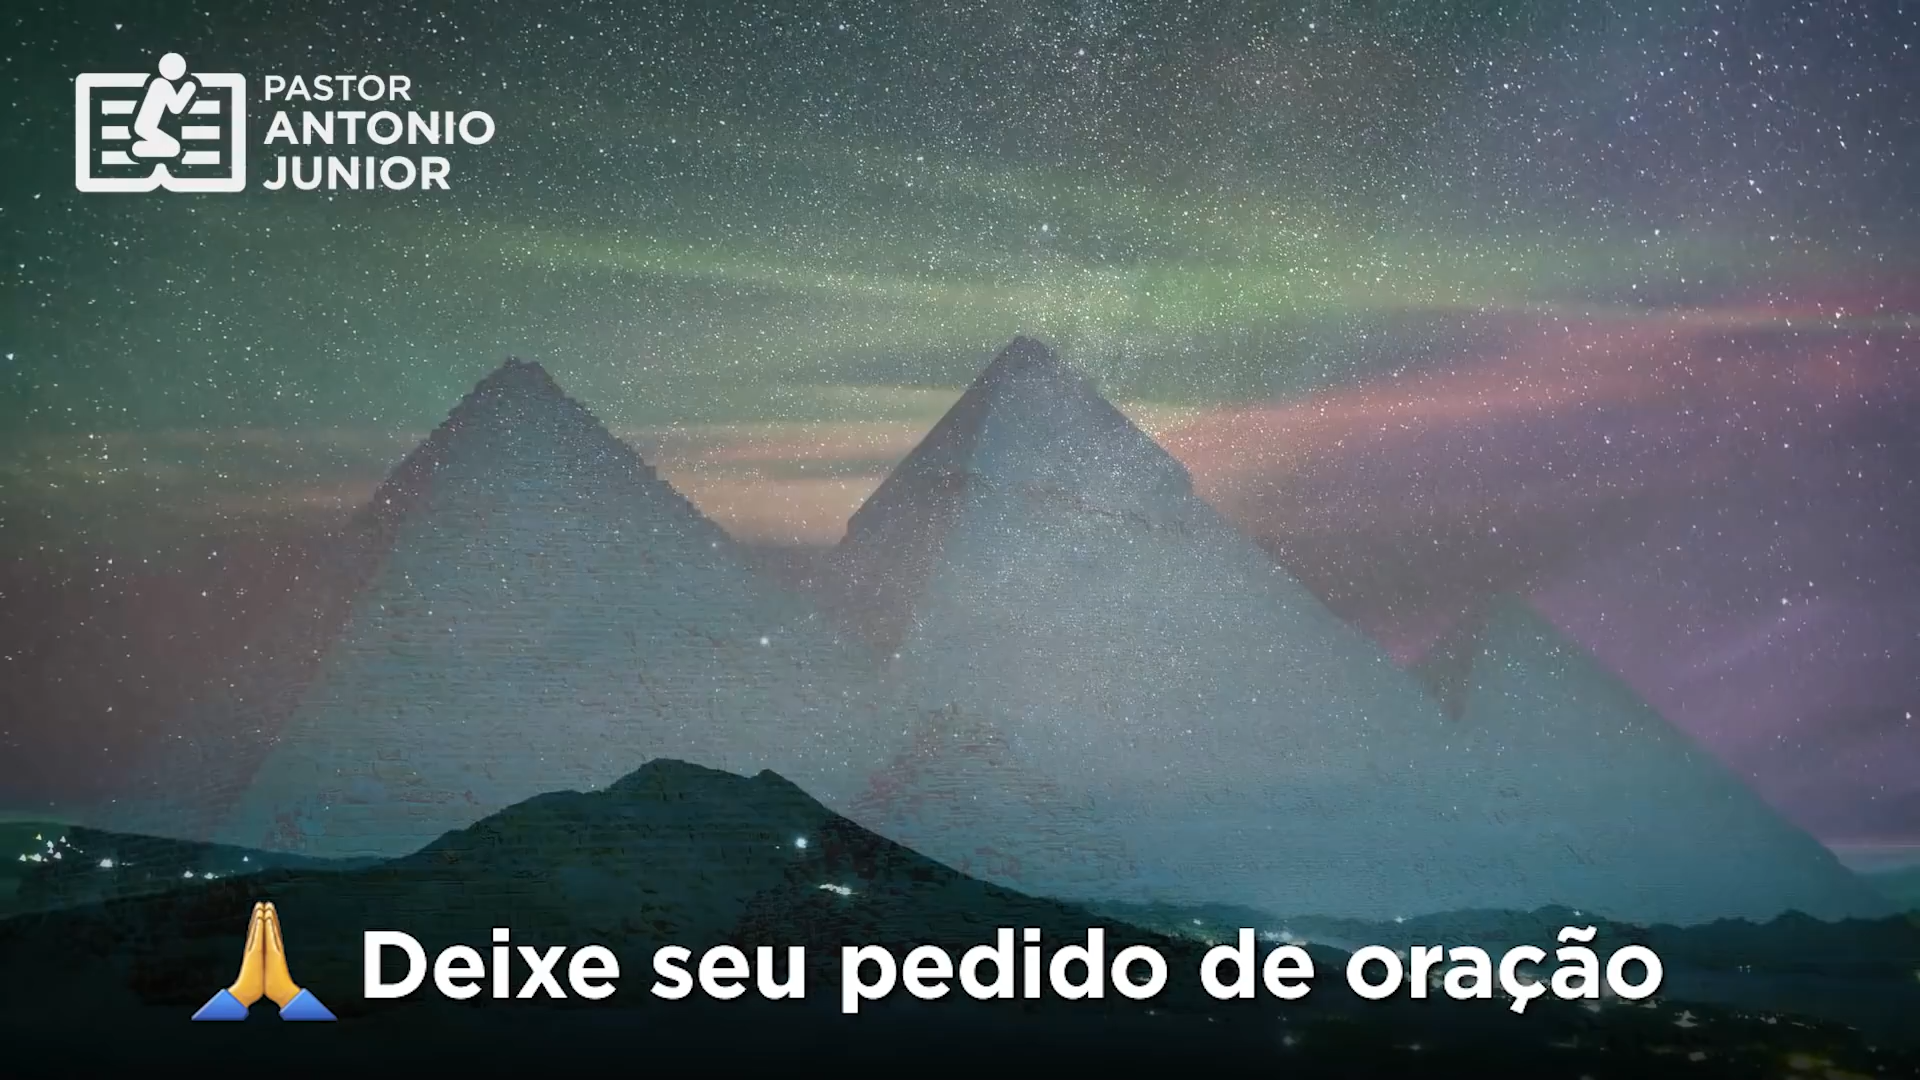 PASTOR
ANTONIO
JUNIOR
🙏 Deixe seu pedido de oração